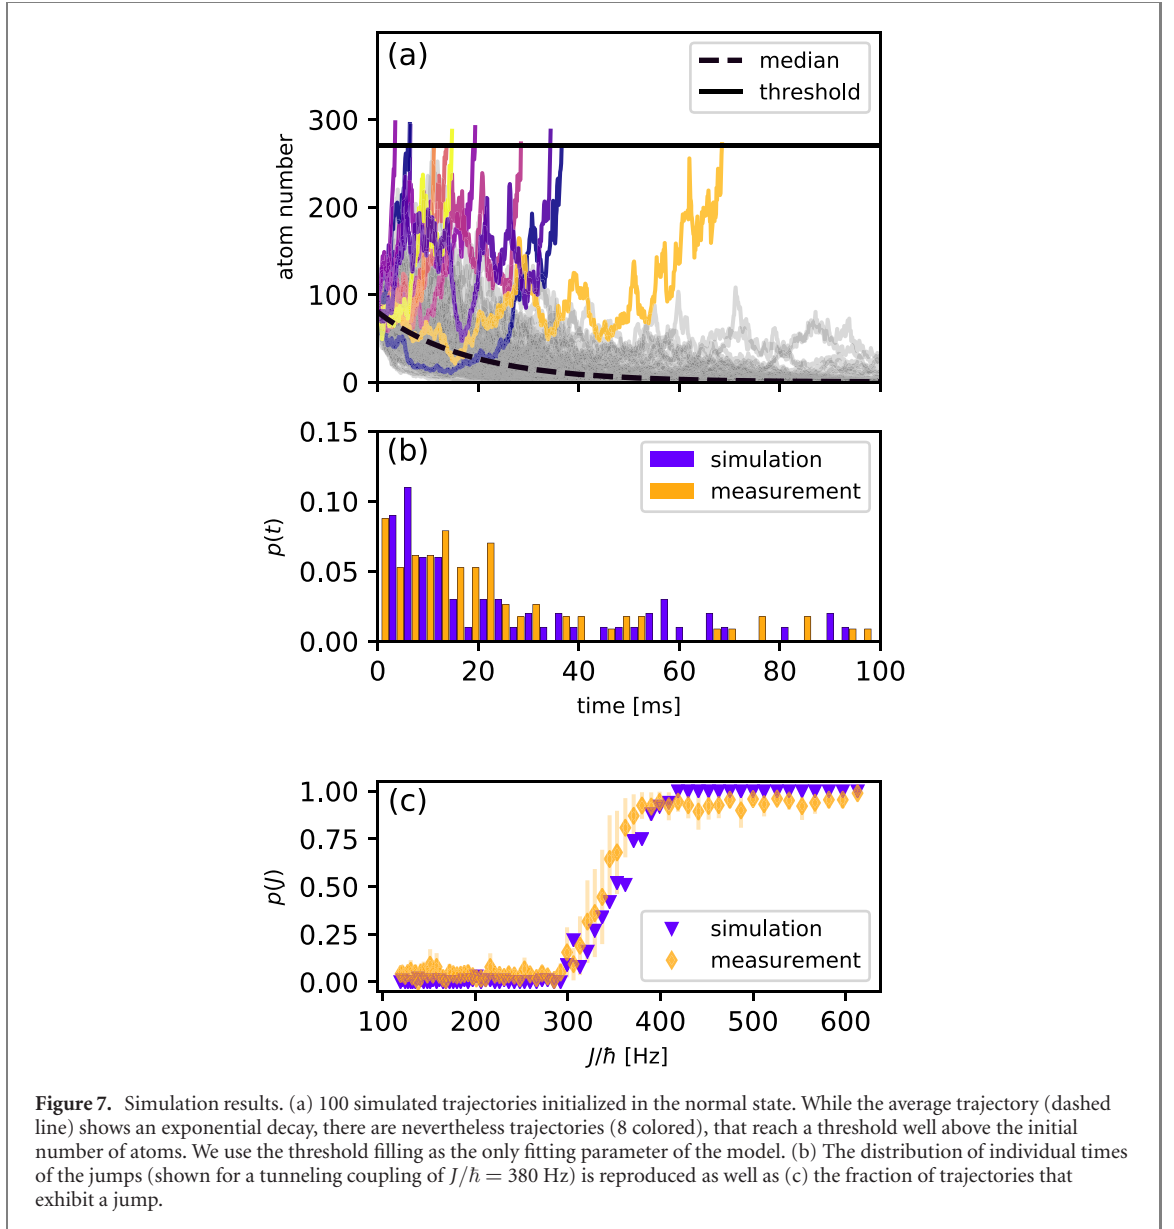 (a)
median
threshold
300
200
100
0
atom number
(b)
simulation
measurement
0.15
0.10
0.05
0.00
p(t)
0 20 40 60 80 100
time [ms]
(c)
1.00
0.75
0.50
0.25
0.00
p(J)
simulation
measurement
100 200 300 400 500 600
J/ħ [Hz]
Figure 7. Simulation results. (a) 100 simulated trajectories initialized in the normal state. While the average trajectory (dashed
line) shows an exponential decay, there are nevertheless trajectories (8 colored), that reach a threshold well above the initial
number of atoms. We use the threshold filling as the only fitting parameter of the model. (b) The distribution of individual times
of the jumps (shown for a tunneling coupling of J/ħ = 380 Hz) is reproduced as well as (c) the fraction of trajectories that
exhibit a jump.